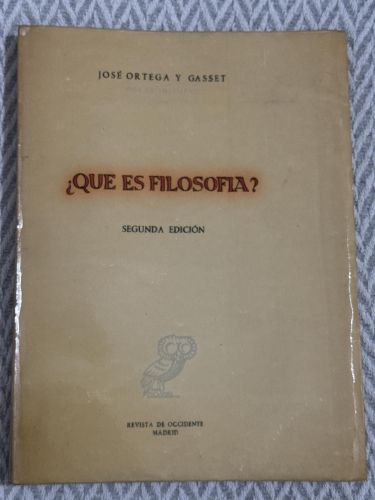 JOSÉ ORTEGA Y GASSET
¿QUE ES FILOSOFIA?
SEGUNDA EDICIÓN
REVISTA DE OCCIDENTE
MADRID